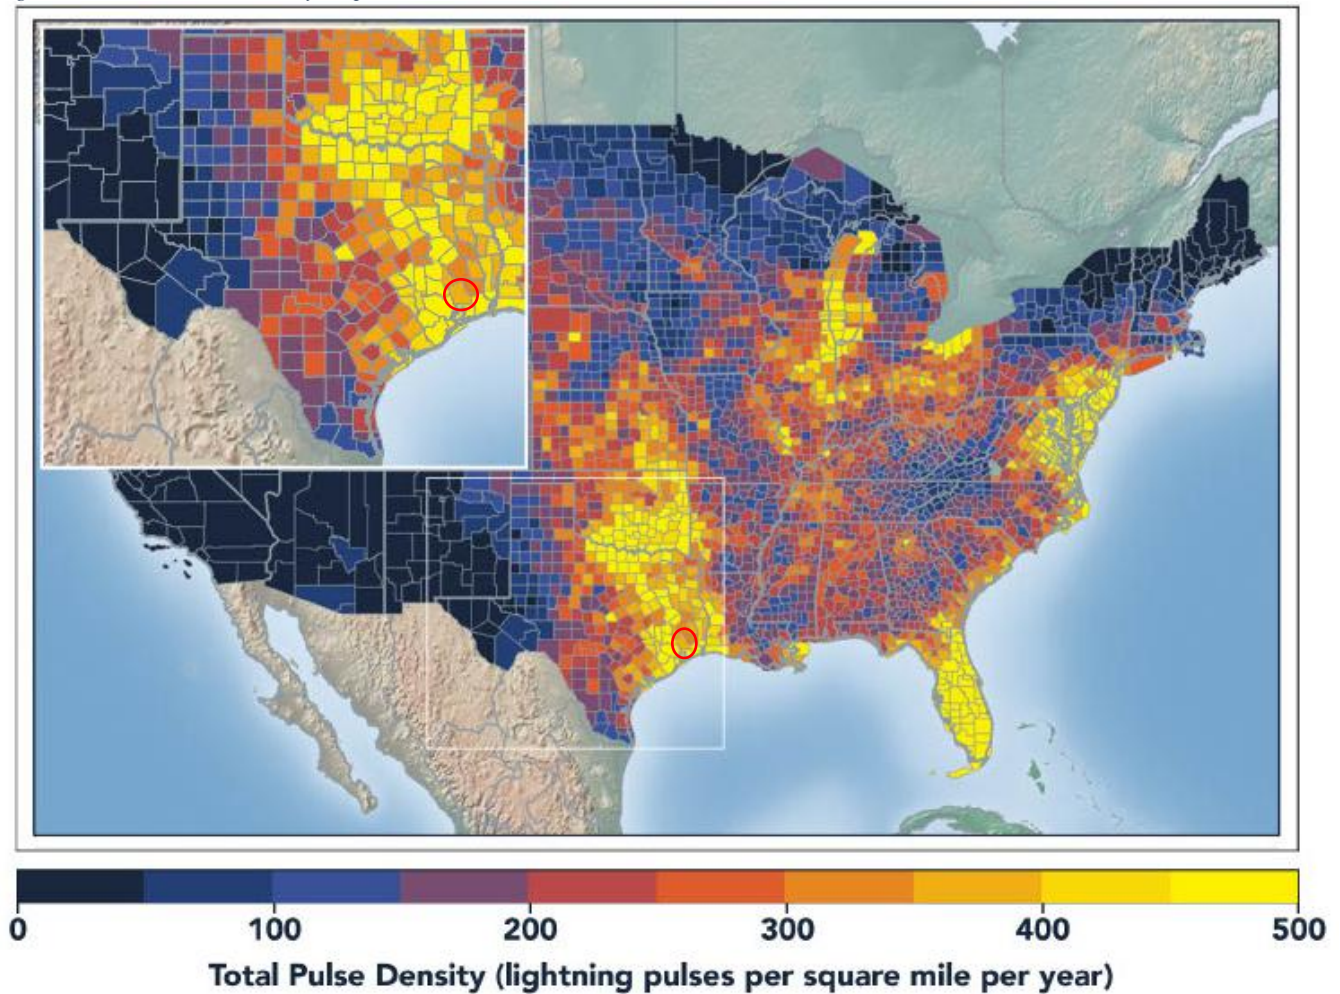 0 100 200 300 400 500
Total Pulse Density (lightning pulses per square mile per year)